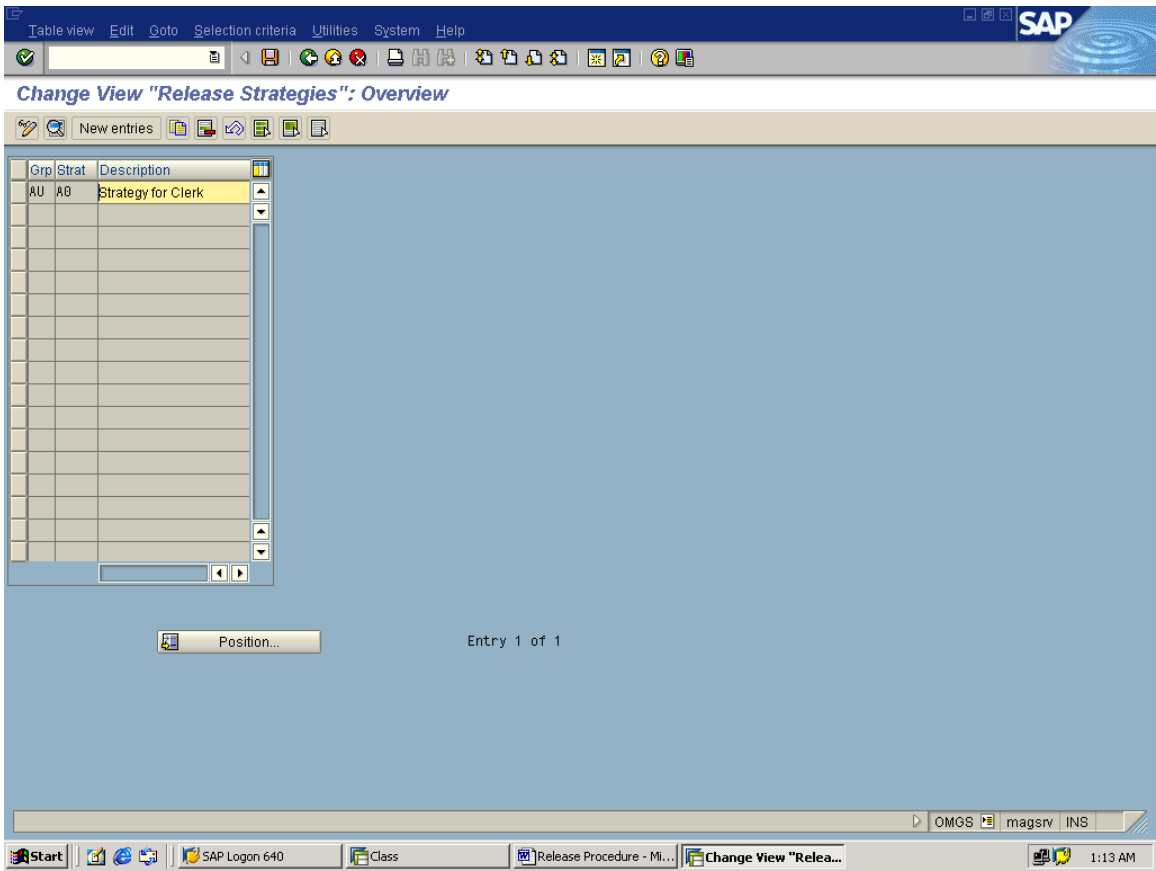 Table view Edit Goto Selection criteria Utilities System Help
SAP
Change View "Release Strategies": Overview
New entries
Grp Strat Description
AU A0 Strategy for Clerk
Position...
Entry 1 of 1
OMGS magsrv INS
Start SAP Logon 640 Class Release Procedure - Mi... Change View "Relea... 1:13 AM